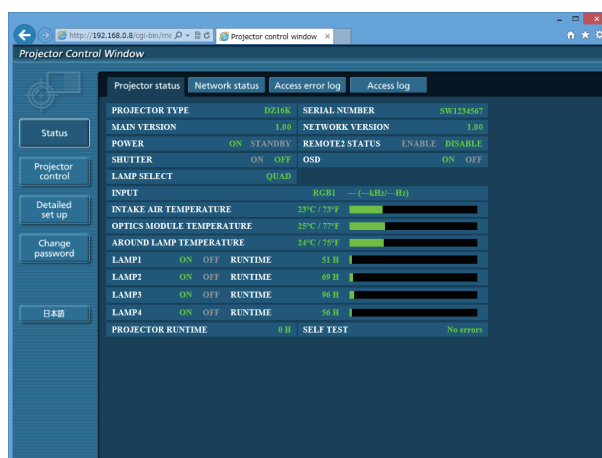 http://192.168.0.8/cgi-bin/ma
Projector control window
Projector Control Window
Projector status Network status Access error log Access log
Status
Projector control
Detailed set up
Change password
日本語
PROJECTOR TYPE DZ16K SERIAL NUMBER SW1234567
MAIN VERSION 1.00 NETWORK VERSION 1.00
POWER ON STANDBY REMOTE2 STATUS ENABLE DISABLE
SHUTTER ON OFF OSD ON OFF
LAMP SELECT QUAD
INPUT RGB1 --- (---kHz/---Hz)
INTAKE AIR TEMPERATURE 23°C / 73°F
OPTICS MODULE TEMPERATURE 25°C / 77°F
AROUND LAMP TEMPERATURE 24°C / 75°F
LAMP1 ON OFF RUNTIME 51 H
LAMP2 ON OFF RUNTIME 69 H
LAMP3 ON OFF RUNTIME 96 H
LAMP4 ON OFF RUNTIME 56 H
PROJECTOR RUNTIME 0 H SELF TEST No errors